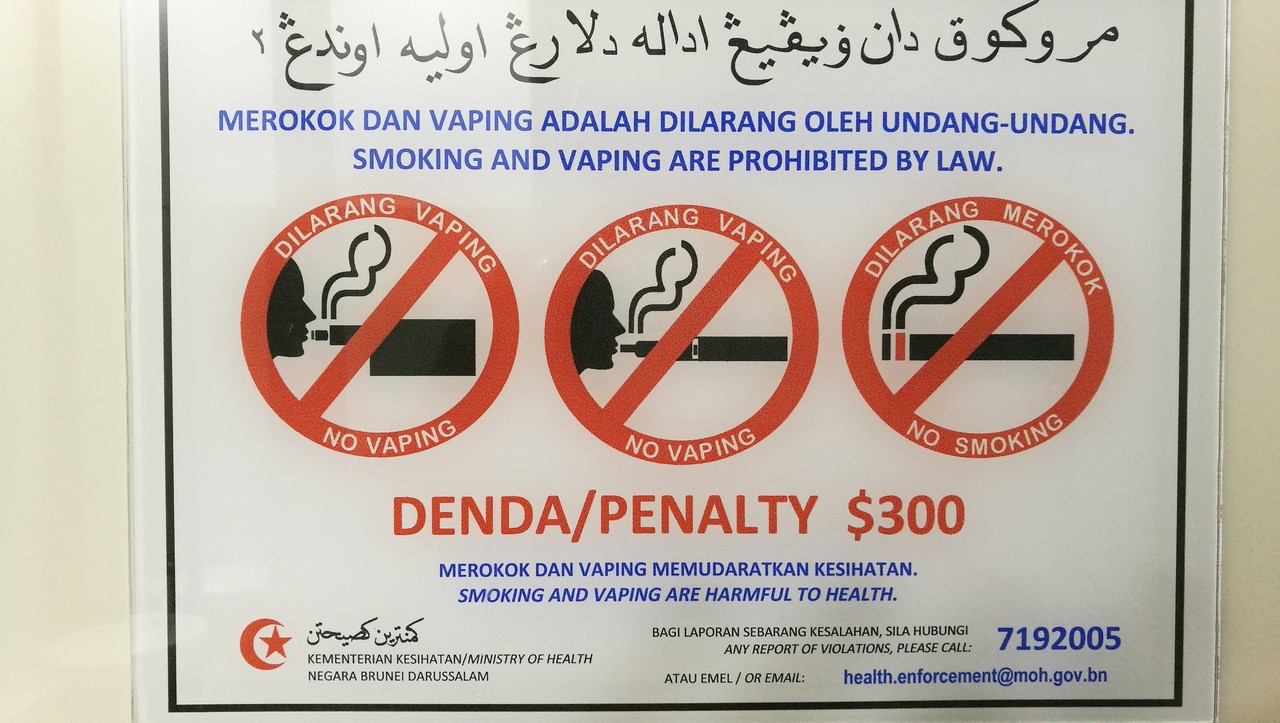 مروكوق دان ۏيڤيڠ اداله دلارڠ اوليه اوندڠ٢
MEROKOK DAN VAPING ADALAH DILARANG OLEH UNDANG-UNDANG.
SMOKING AND VAPING ARE PROHIBITED BY LAW.
DILARANG VAPING
NO VAPING
DILARANG VAPING
NO VAPING
DILARANG MEROKOK
NO SMOKING
DENDA/PENALTY $300
MEROKOK DAN VAPING MEMUDARATKAN KESIHATAN.
SMOKING AND VAPING ARE HARMFUL TO HEALTH.
كمنترين كصيحتن
KEMENTERIAN KESIHATAN/MINISTRY OF HEALTH
NEGARA BRUNEI DARUSSALAM
BAGI LAPORAN SEBARANG KESALAHAN, SILA HUBUNGI
ANY REPORT OF VIOLATIONS, PLEASE CALL:
7192005
ATAU EMEL / OR EMAIL: health.enforcement@moh.gov.bn